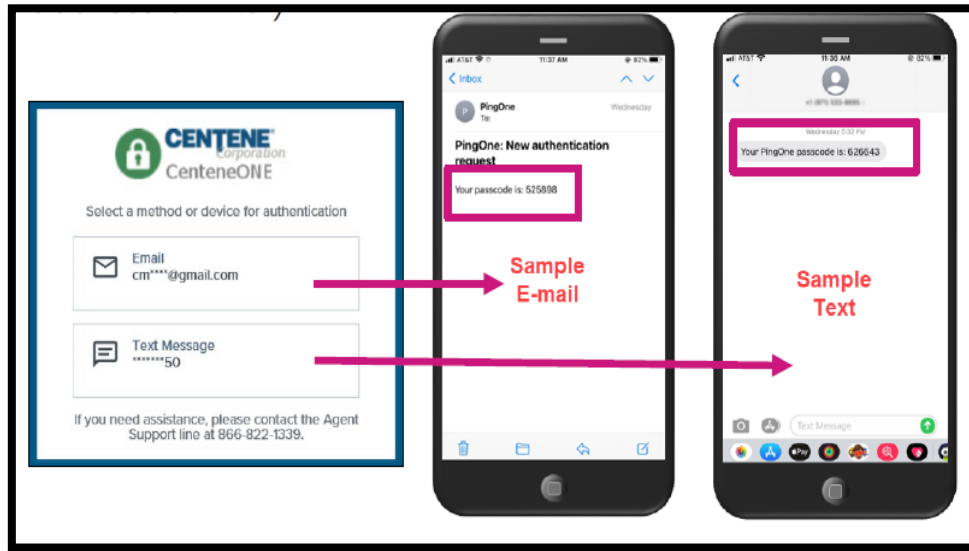 CENTENE
Corporation
CenteneONE
Select a method or device for authentication
Email
cm****@gmail.com
Text Message
*******50
If you need assistance, please contact the Agent
Support line at 866-822-1339.
AT&T
11:37 AM
82%
Inbox
P
PingOne
Wednesday
To:
PingOne: New authentication
request
Your passcode is: 525898
Sample
E-mail
AT&T
11:38 AM
82%
Wednesday 5:32 PM
Your PingOne passcode is: 626643
Sample
Text
Text Message
Pay